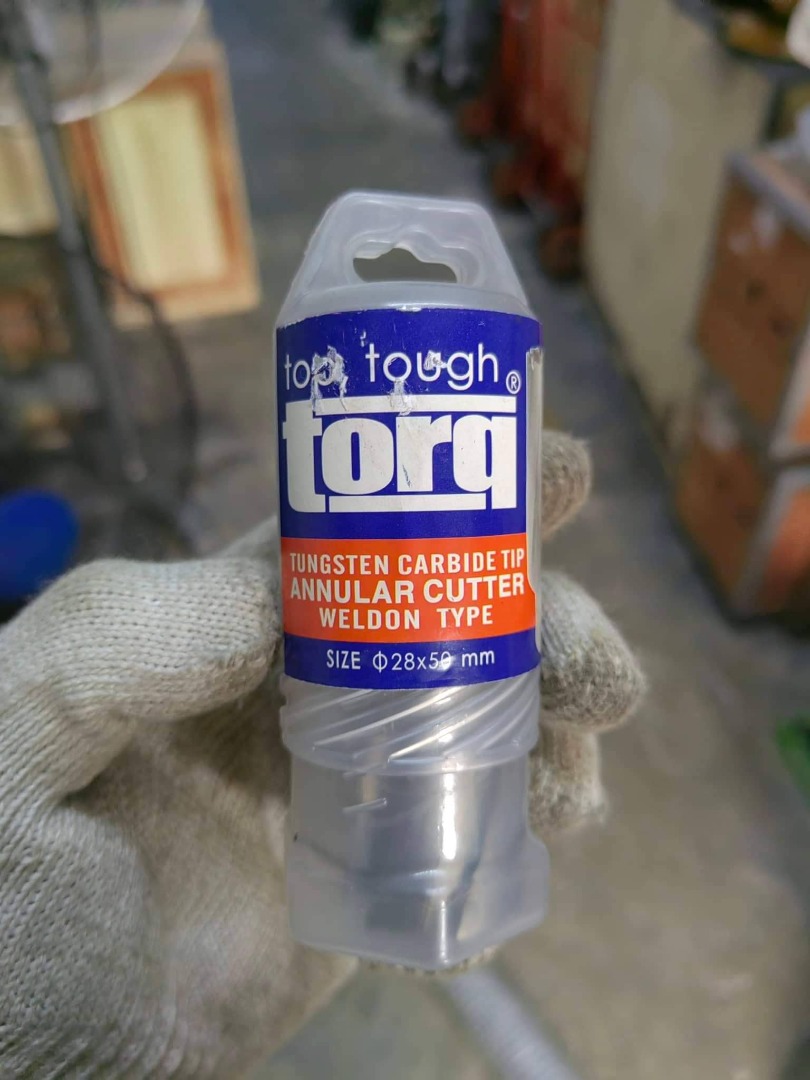 top tough ®
torq
TUNGSTEN CARBIDE TIP
ANNULAR CUTTER
WELDON TYPE
SIZE Φ28x50 mm